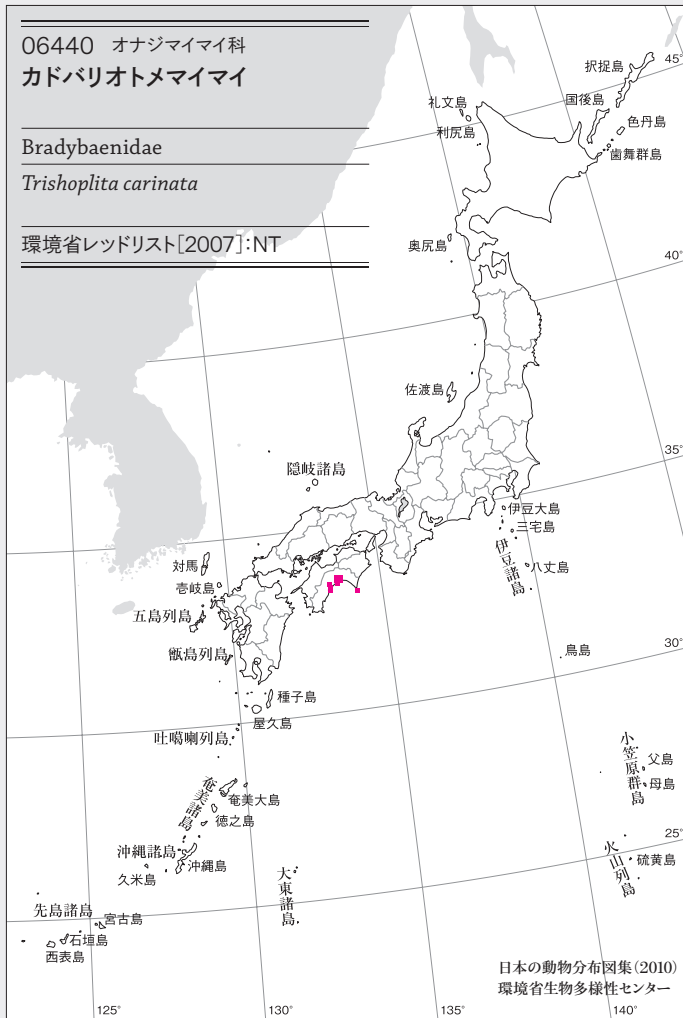 06440 オナジマイマイ科
カドバリオトメマイマイ
Bradybaenidae
Trishoplita carinata
環境省レッドリスト[2007]:NT
択捉島
45°
国後島
礼文島
色丹島
利尻島
歯舞群島
奥尻島
40°
佐渡島
35°
隠岐諸島
伊豆大島
三宅島
伊豆諸島
八丈島
対馬
壱岐島
五島列島
甑島列島
鳥島
30°
種子島
屋久島
吐噶喇列島
小笠原群島
父島
母島
奄美諸島
奄美大島
徳之島
25°
沖縄諸島
沖縄島
久米島
火山列島
硫黄島
大東諸島
先島諸島
宮古島
石垣島
西表島
日本の動物分布図集(2010)
環境省生物多様性センター
125°
130°
135°
140°